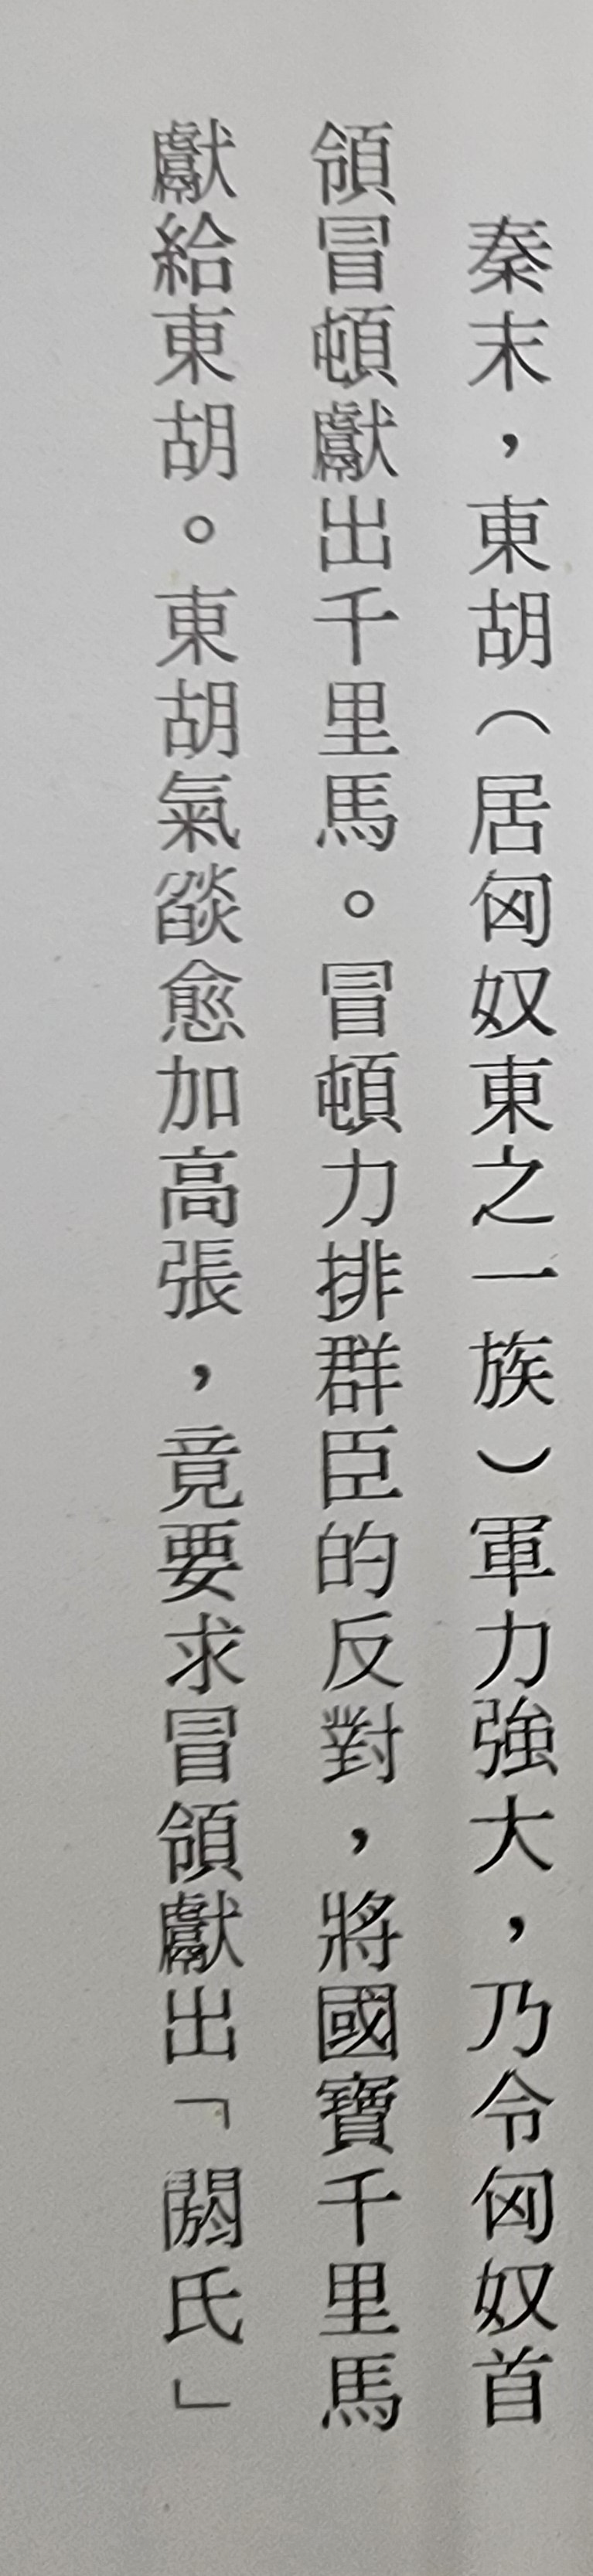 秦末，東胡（居匈奴東之一族）軍力強大，乃令匈奴首
領冒頓獻出千里馬。冒頓力排群臣的反對，將國寶千里馬
獻給東胡。東胡氣燄愈加高張，竟要求冒領獻出「閼氏」